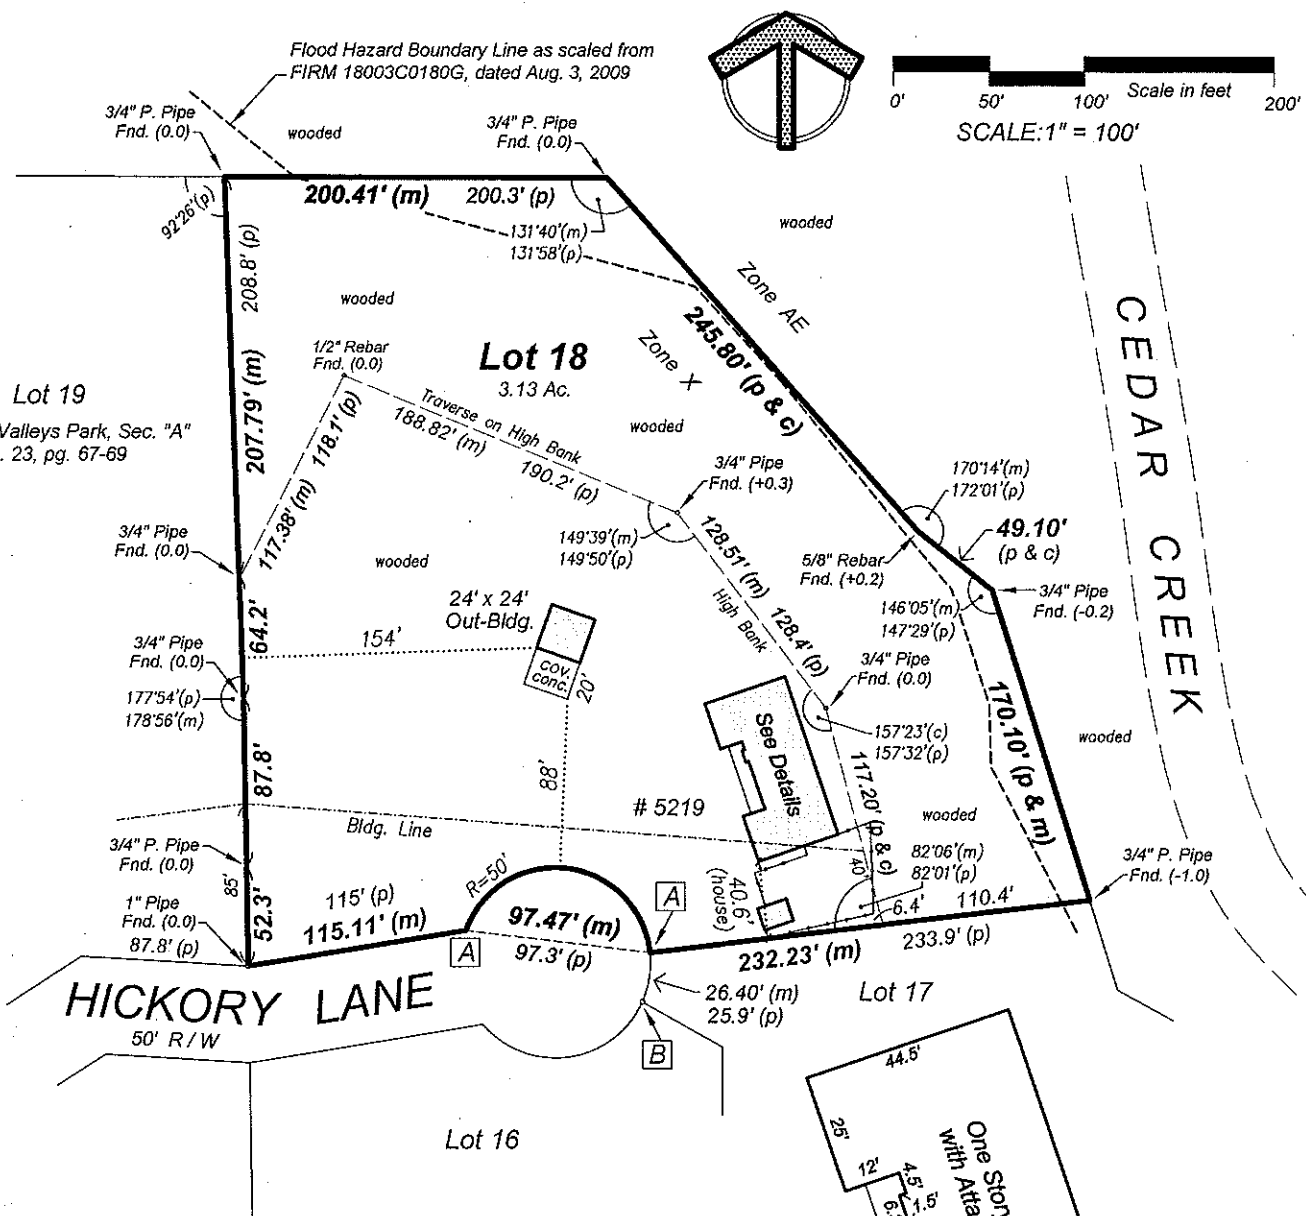 Flood Hazard Boundary Line as scaled from
FIRM 18003C0180G, dated Aug. 3, 2009
0' 50' 100' 200'
Scale in feet
SCALE:1" = 100'
3/4" P. Pipe
Fnd. (0.0)
wooded
3/4" P. Pipe
Fnd. (0.0)
200.41' (m) 200.3' (p)
92°26'(p)
131°40'(m)
131°58'(p)
wooded
208.8' (p)
207.79' (m)
wooded
Zone AE
Zone X
245.80' (p & c)
CEDAR CREEK
1/2" Rebar
Fnd. (0.0)
Lot 18
3.13 Ac.
Lot 19
Valleys Park, Sec. "A"
. 23, pg. 67-69
118.1' (p)
117.38' (m)
Traverse on High Bank
188.82' (m)
190.2' (p)
wooded
3/4" Pipe
Fnd. (+0.3)
170°14'(m)
172°01'(p)
49.10'
(p & c)
3/4" Pipe
Fnd. (0.0)
149°39'(m)
149°50'(p)
128.51' (m)
128.4' (p)
High Bank
5/8" Rebar
Fnd. (+0.2)
wooded
24' x 24'
Out-Bldg.
146°05'(m)
147°29'(p)
3/4" Pipe
Fnd. (-0.2)
64.2'
154'
3/4" Pipe
Fnd. (0.0)
cov.
conc.
20'
3/4" Pipe
Fnd. (0.0)
177°54'(p)
178°56'(m)
See Details
157°23'(c)
157°32'(p)
170.10' (p & m)
wooded
87.8'
88'
117.20' (p & c)
# 5219
Bldg. Line
wooded
3/4" P. Pipe
Fnd. (0.0)
85'
R=50'
40'
82°06'(m)
82°01'(p)
3/4" P. Pipe
Fnd. (-1.0)
1" Pipe
Fnd. (0.0)
87.8' (p)
52.3'
115' (p)
115.11' (m)
97.47' (m)
97.3' (p)
A
A
40.6'
(house)
6.4'
110.4'
232.23' (m)
233.9' (p)
HICKORY LANE
50' R/W
26.40' (m)
25.9' (p)
Lot 17
B
Lot 16
44.5'
25'
12'
4.5'
1.5'
One Stor
with Atta